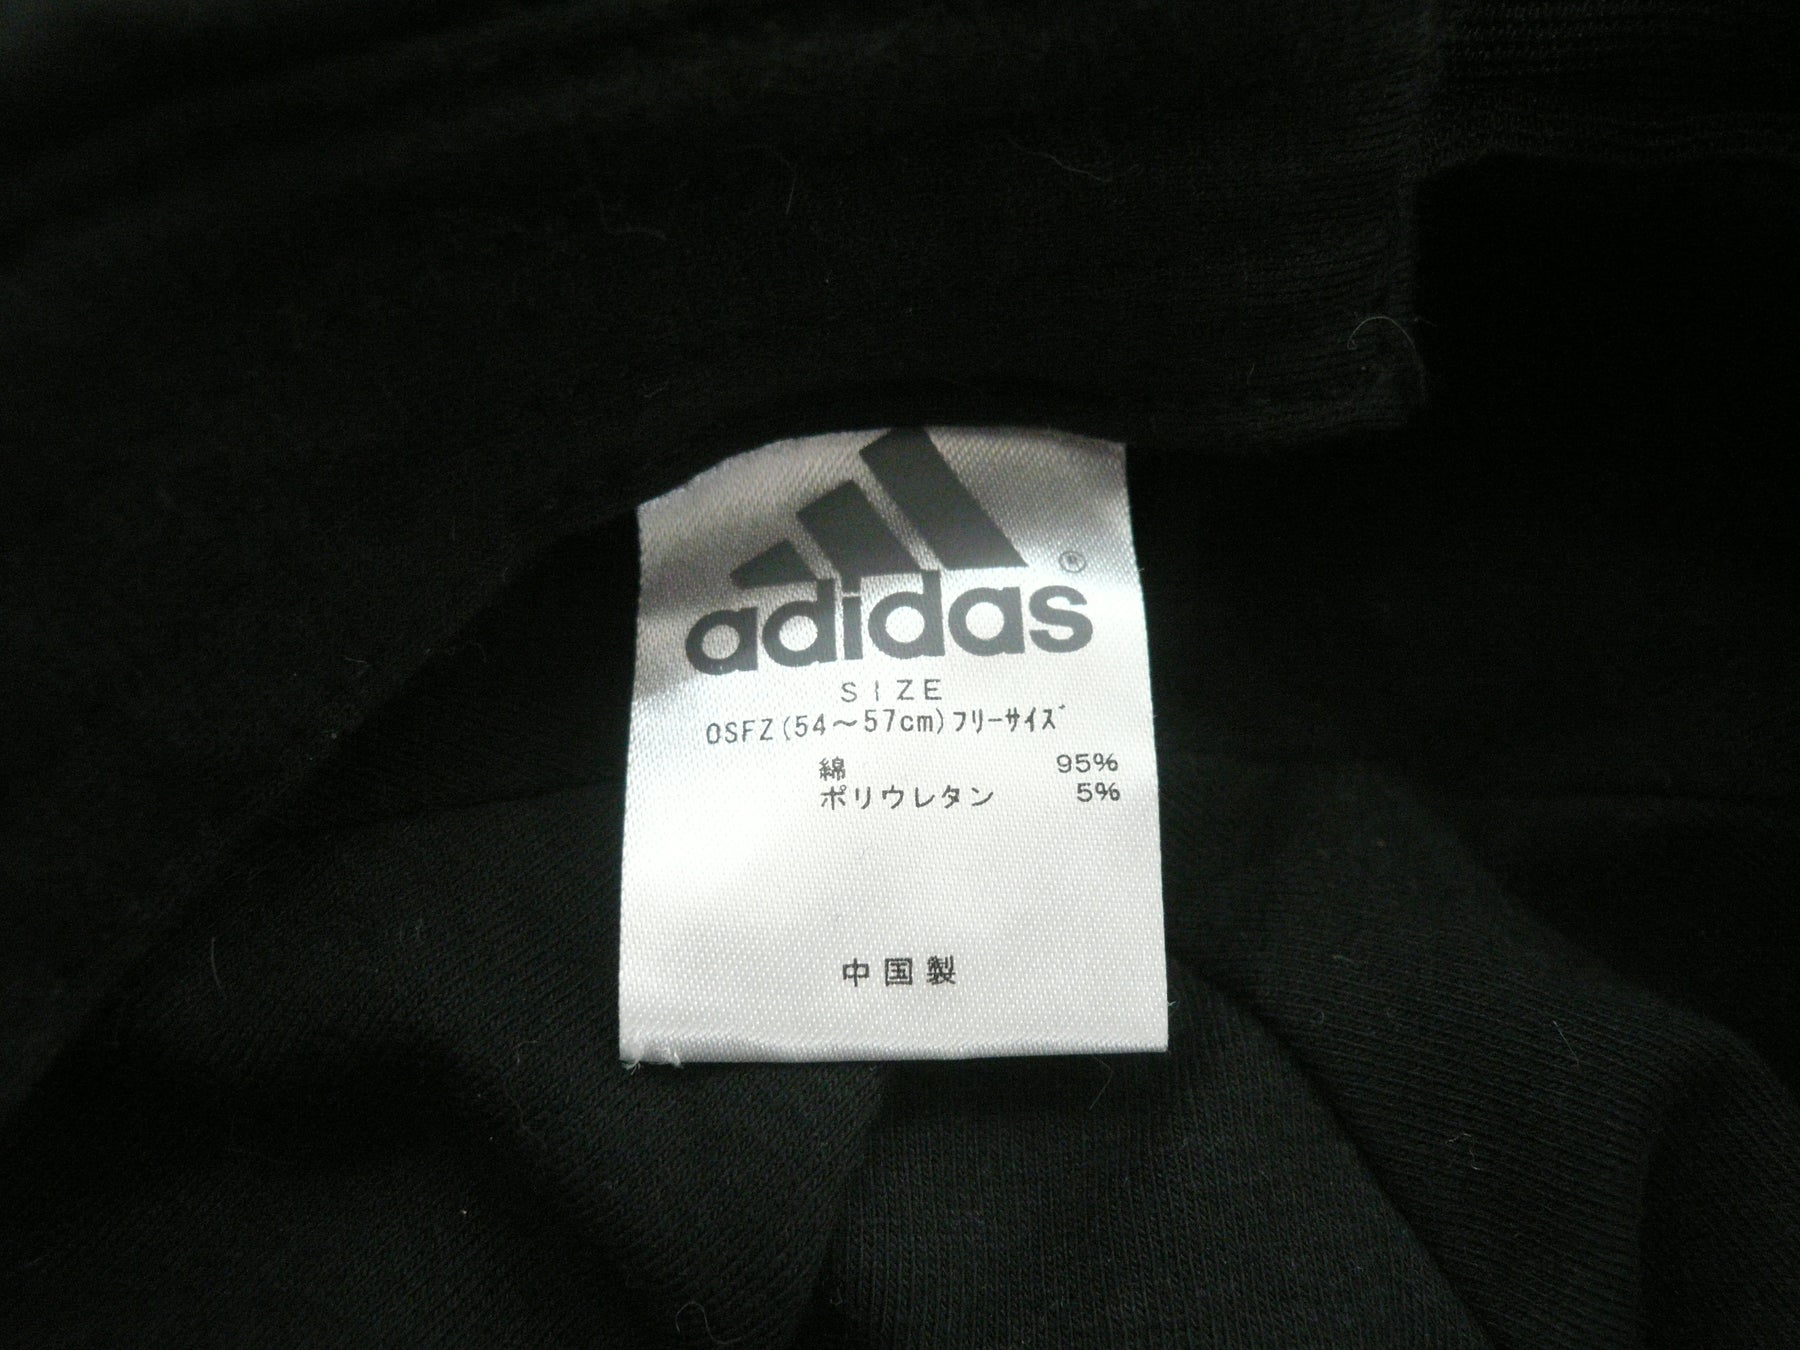 adidas®
SIZE
OSFZ(54～57cm)ﾌﾘｰｻｲｽﾞ
綿 95%
ポリウレタン 5%
中国製